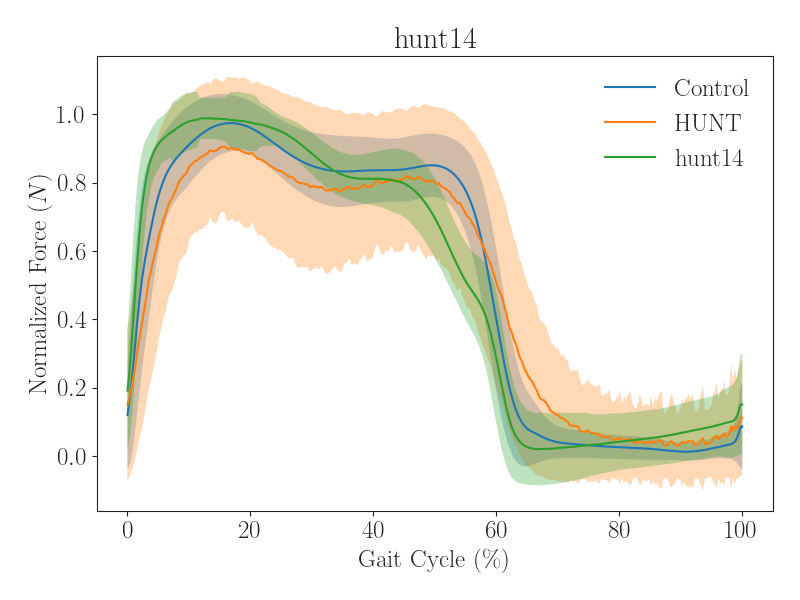 hunt14
Control
HUNT
hunt14
1.0
0.8
0.6
0.4
0.2
0.0
Normalized Force (N)
0 20 40 60 80 100
Gait Cycle (%)